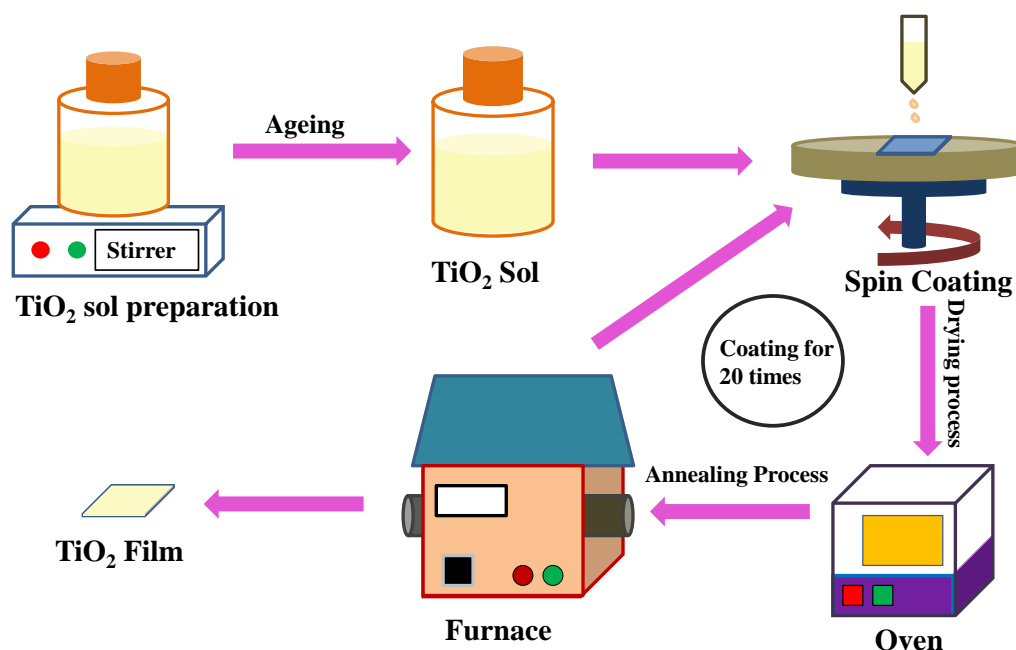 Ageing
Stirrer
TiO₂ sol preparation
TiO₂ Sol
Spin Coating
Drying process
Coating for
20 times
Annealing Process
TiO₂ Film
Furnace
Oven